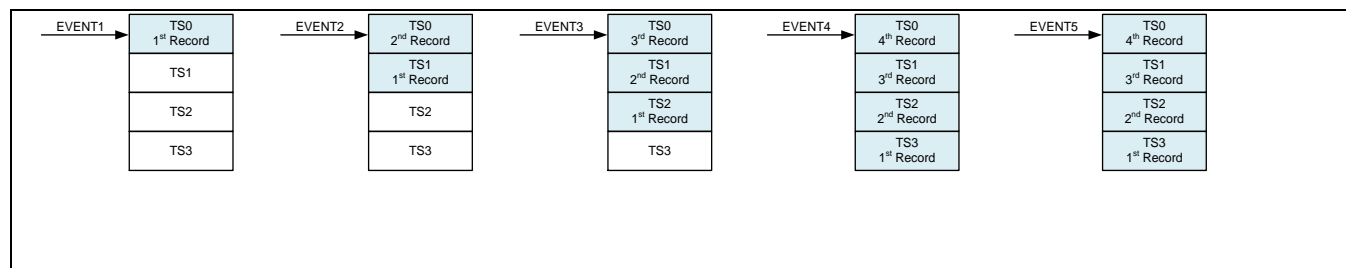 EVENT1
TS0
1st Record
TS1
TS2
TS3
EVENT2
TS0
2nd Record
TS1
1st Record
TS2
TS3
EVENT3
TS0
3rd Record
TS1
2nd Record
TS2
1st Record
TS3
EVENT4
TS0
4th Record
TS1
3rd Record
TS2
2nd Record
TS3
1st Record
EVENT5
TS0
4th Record
TS1
3rd Record
TS2
2nd Record
TS3
1st Record